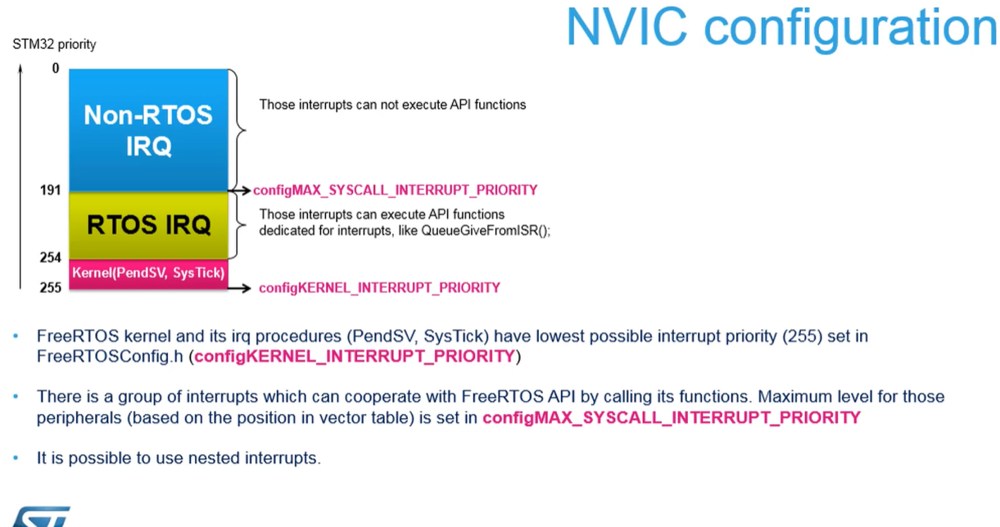 NVIC configuration
STM32 priority
0
Non-RTOS
IRQ
Those interrupts can not execute API functions
191
configMAX_SYSCALL_INTERRUPT_PRIORITY
RTOS IRQ
Those interrupts can execute API functions
dedicated for interrupts, like QueueGiveFromISR();
254
Kernel(PendSV, SysTick)
255
configKERNEL_INTERRUPT_PRIORITY
• FreeRTOS kernel and its irq procedures (PendSV, SysTick) have lowest possible interrupt priority (255) set in
FreeRTOSConfig.h (configKERNEL_INTERRUPT_PRIORITY)
• There is a group of interrupts which can cooperate with FreeRTOS API by calling its functions. Maximum level for those
peripherals (based on the position in vector table) is set in configMAX_SYSCALL_INTERRUPT_PRIORITY
• It is possible to use nested interrupts.
ST